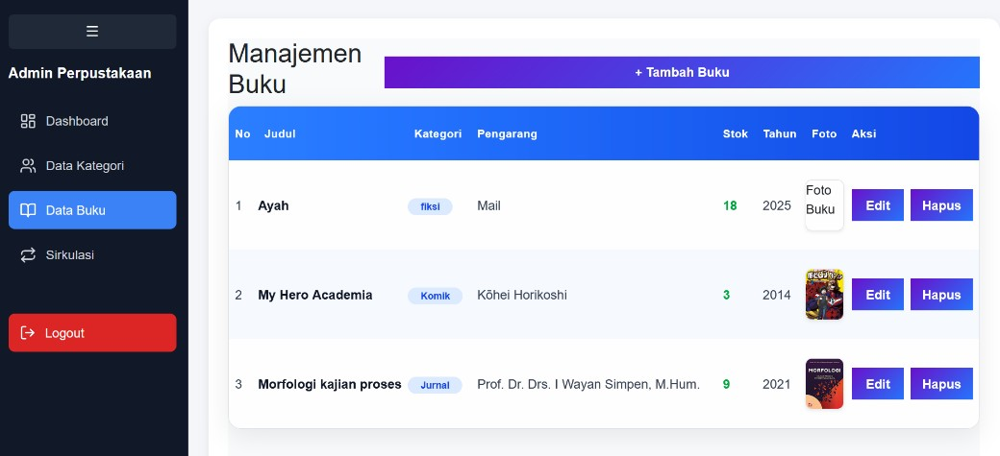 ☰
Admin Perpustakaan
Dashboard
Data Kategori
Data Buku
Sirkulasi
Logout
Manajemen
Buku
+ Tambah Buku
No Judul Kategori Pengarang Stok Tahun Foto Aksi
1 Ayah fiksi Mail 18 2025 Foto Buku Edit Hapus
2 My Hero Academia Komik Kōhei Horikoshi 3 2014 Edit Hapus
3 Morfologi kajian proses Jurnal Prof. Dr. Drs. I Wayan Simpen, M.Hum. 9 2021 MORFOLOGI Edit Hapus